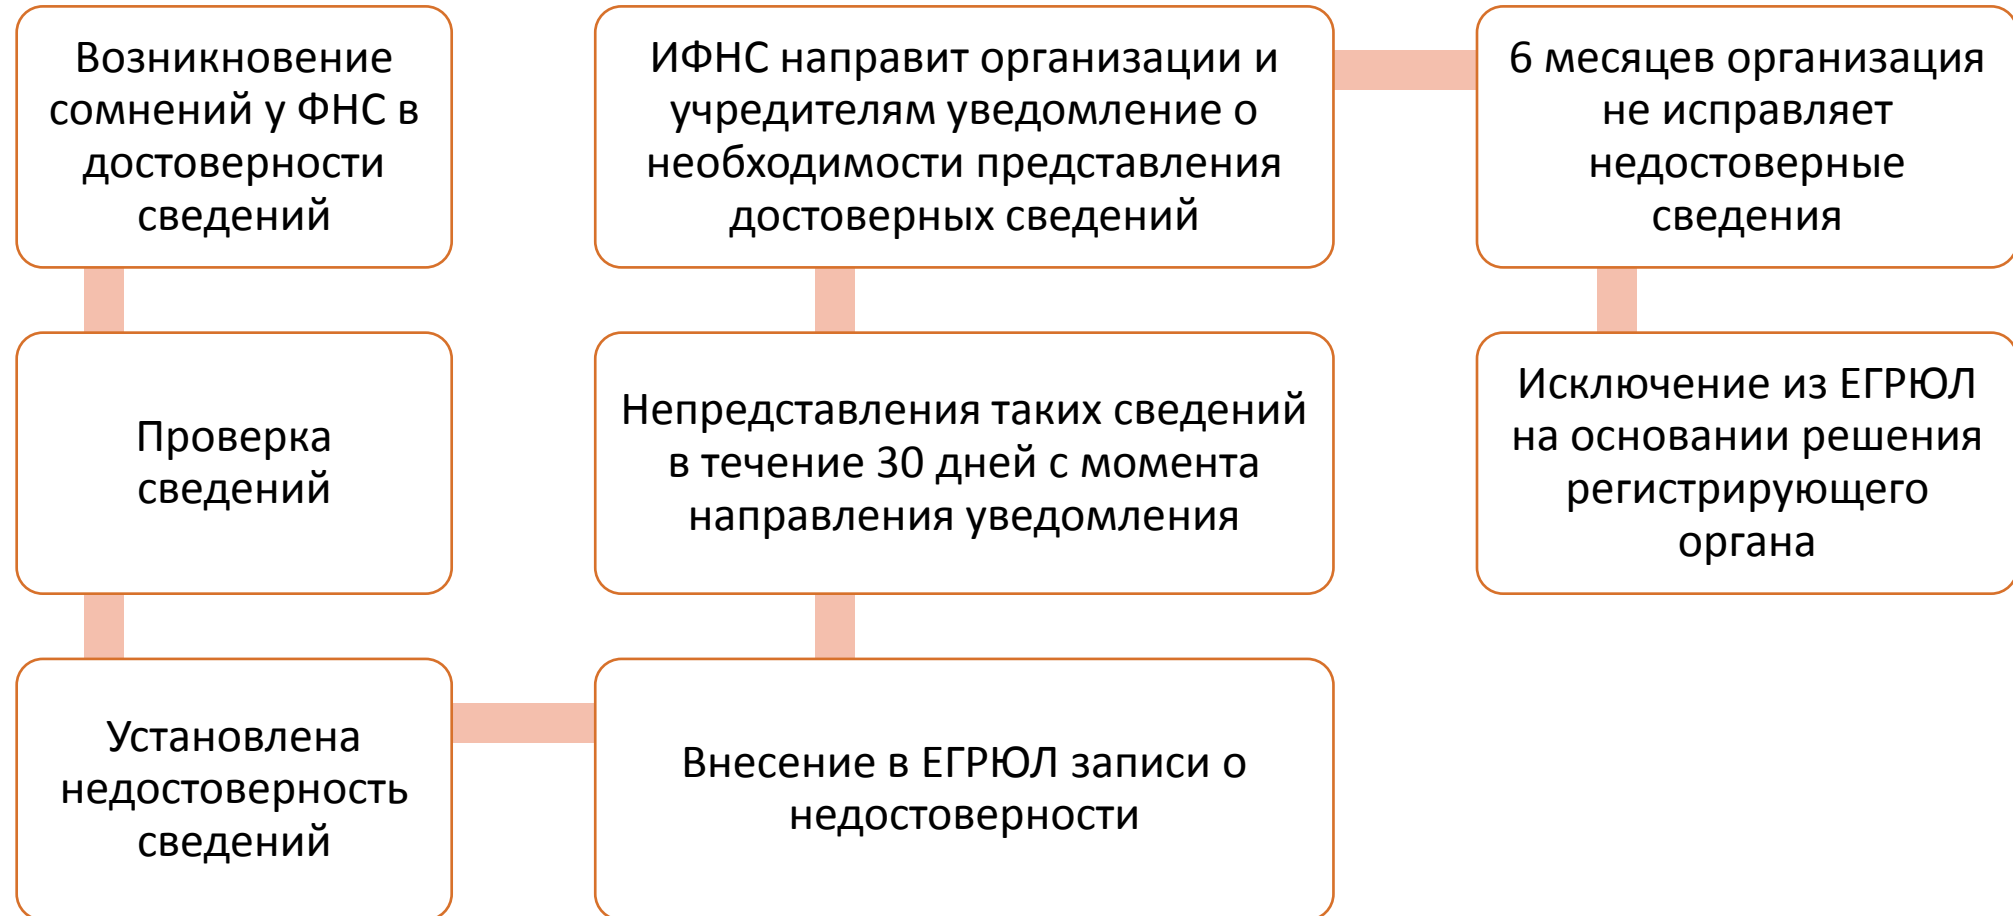 Возникновение
сомнений у ФНС в
достоверности
сведений
Проверка
сведений
Установлена
недостоверность
сведений
Внесение в ЕГРЮЛ записи о
недостоверности
Непредставления таких сведений
в течение 30 дней с момента
направления уведомления
ИФНС направит организации и
учредителям уведомление о
необходимости представления
достоверных сведений
6 месяцев организация
не исправляет
недостоверные
сведения
Исключение из ЕГРЮЛ
на основании решения
регистрирующего
органа